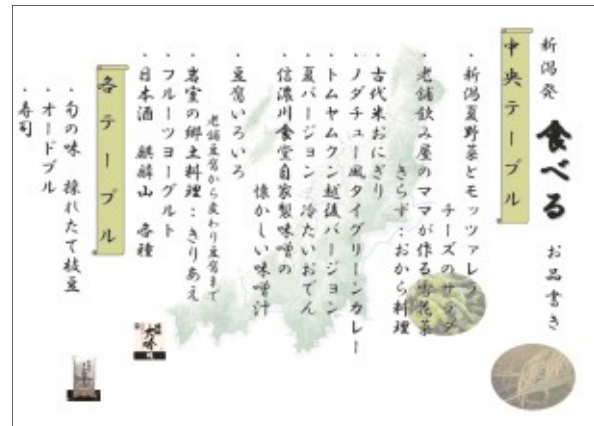 新潟発 食べる お品書き
中央テーブル
・新潟夏野菜とモッツァレラ
チーズのサラダ
・老舗飲み屋のママが作る雪花菜
きらず:おから料理
・古代米おにぎり
・ノダチュー風タイグリーンカレー
・トムヤムクン越後バージョン
・夏バージョン 冷たいおでん
・信濃川食堂自家製味噌の
懐かしい味噌汁
・豆腐いろいろ
老舗豆腐から変わり豆腐まで
・岩室の郷土料理:きりあえ
・フルーツヨーグルト
・日本酒 麒麟山 各種
各テーブル
・旬の味 採れたて枝豆
・オードブル
・寿司